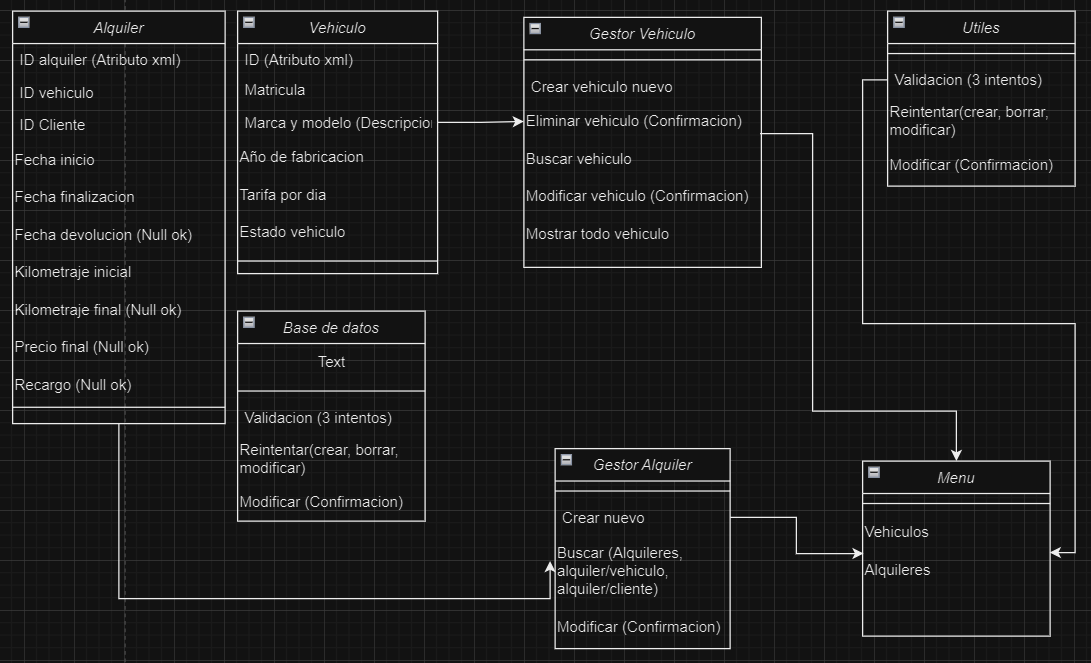 Alquiler
ID alquiler (Atributo xml)
ID vehiculo
ID Cliente
Fecha inicio
Fecha finalizacion
Fecha devolucion (Null ok)
Kilometraje inicial
Kilometraje final (Null ok)
Precio final (Null ok)
Recargo (Null ok)
Vehiculo
ID (Atributo xml)
Matricula
Marca y modelo (Descripcio
Año de fabricacion
Tarifa por dia
Estado vehiculo
Base de datos
Text
Validacion (3 intentos)
Reintentar(crear, borrar,
modificar)
Modificar (Confirmacion)
Gestor Vehiculo
Crear vehiculo nuevo
Eliminar vehiculo (Confirmacion)
Buscar vehiculo
Modificar vehiculo (Confirmacion)
Mostrar todo vehiculo
Gestor Alquiler
Crear nuevo
Buscar (Alquileres,
alquiler/vehiculo,
alquiler/cliente)
Modificar (Confirmacion)
Utiles
Validacion (3 intentos)
Reintentar(crear, borrar,
modificar)
Modificar (Confirmacion)
Menu
Vehiculos
Alquileres